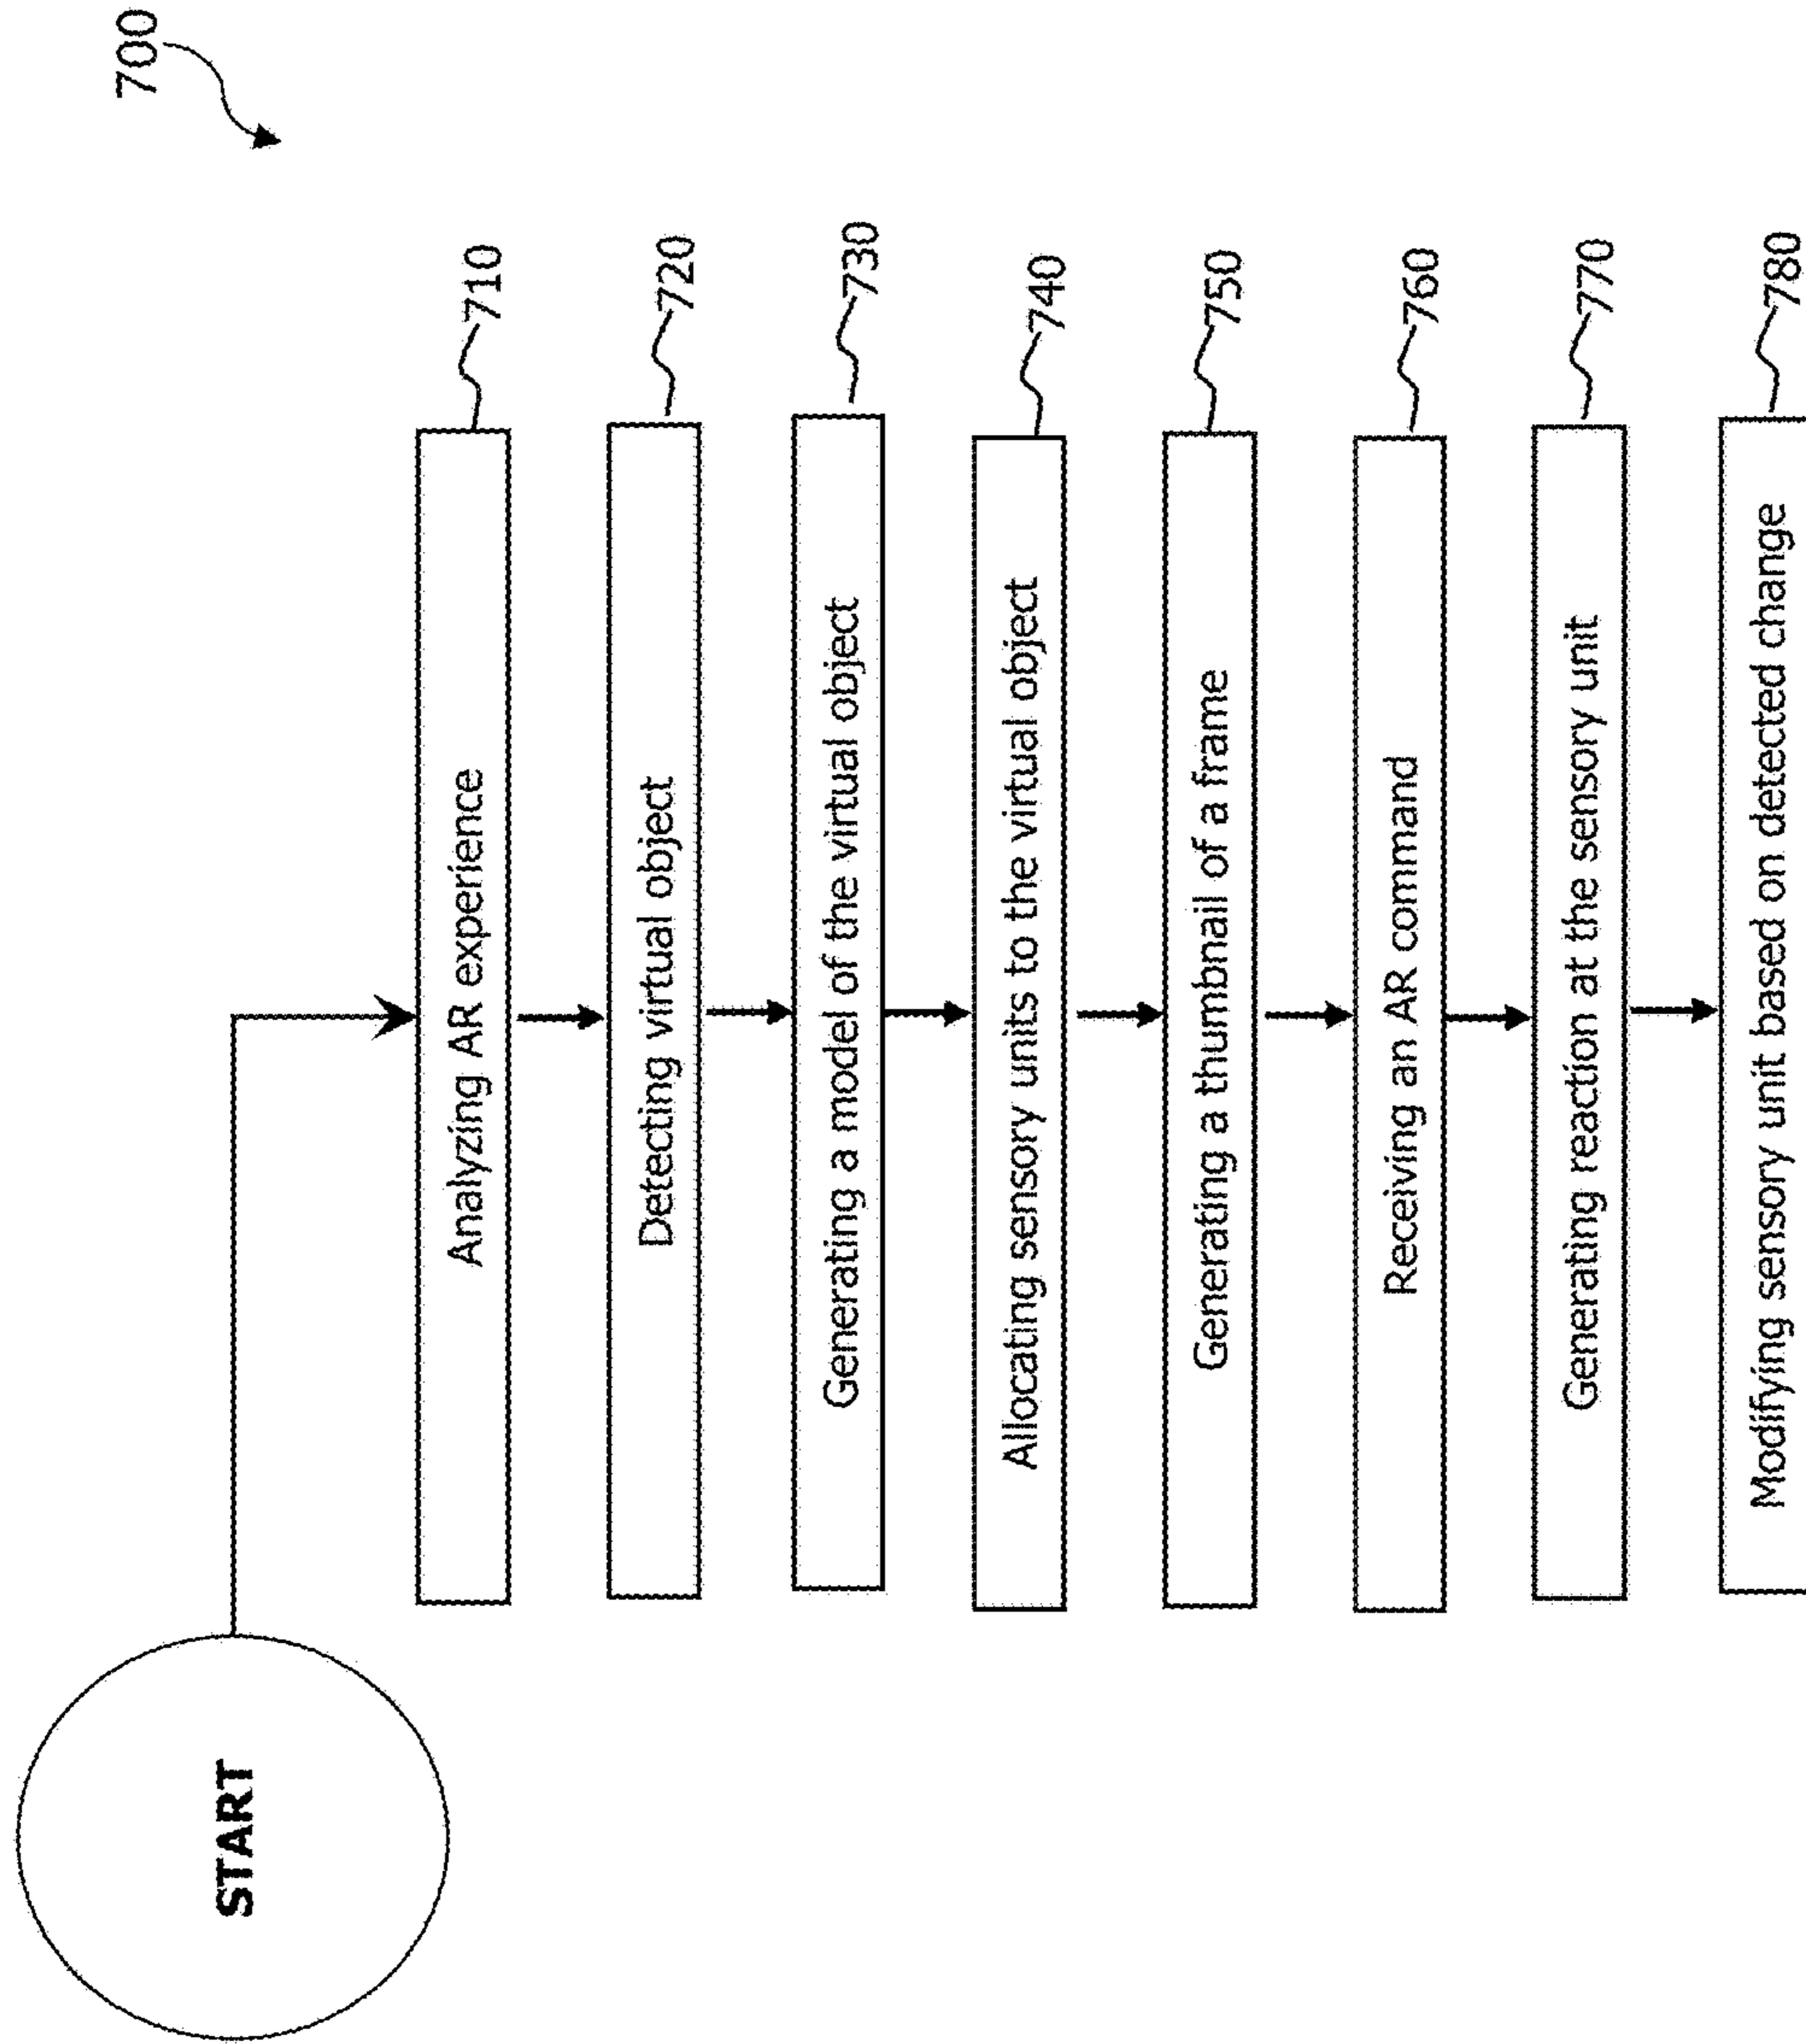 700
START
Analyzing AR experience
710
Detecting virtual object
720
Generating a model of the virtual object
730
Allocating sensory units to the virtual object
740
Generating a thumbnail of a frame
750
Receiving an AR command
760
Generating reaction at the sensory unit
770
Modifying sensory unit based on detected change
780